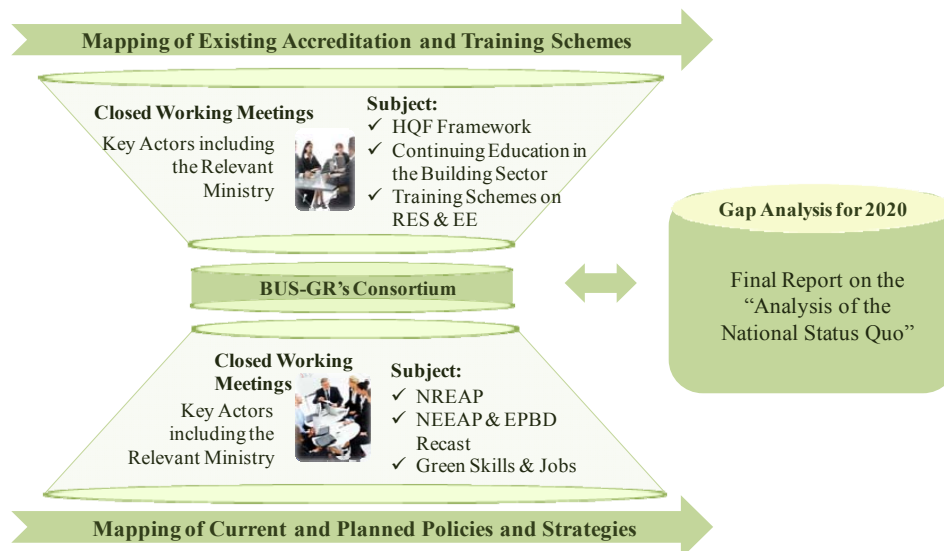 Mapping of Existing Accreditation and Training Schemes
Closed Working Meetings
Key Actors including
the Relevant
Ministry
Subject:
✓ HQF Framework
✓ Continuing Education in
the Building Sector
✓ Training Schemes on
RES & EE
BUS-GR's Consortium
Gap Analysis for 2020
Final Report on the
“Analysis of the
National Status Quo”
Closed Working
Meetings
Key Actors
including the
Relevant Ministry
Subject:
✓ NREAP
✓ NEEAP & EPBD
Recast
✓ Green Skills & Jobs
Mapping of Current and Planned Policies and Strategies